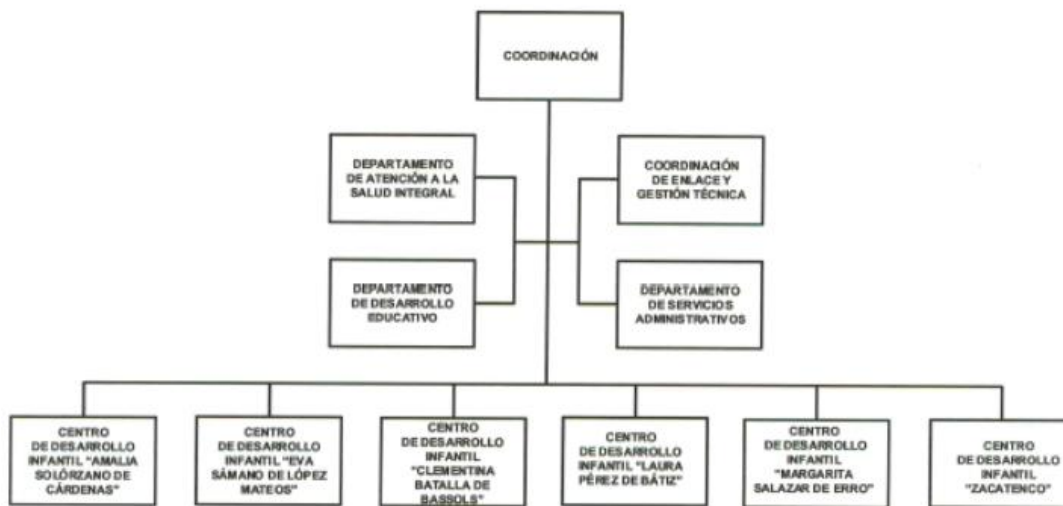 COORDINACIÓN
DEPARTAMENTO
DE ATENCIÓN A LA
SALUD INTEGRAL
COORDINACIÓN
DE ENLACE Y
GESTIÓN TÉCNICA
DEPARTAMENTO
DE DESARROLLO
EDUCATIVO
DEPARTAMENTO
DE SERVICIOS
ADMINISTRATIVOS
CENTRO
DE DESARROLLO
INFANTIL "AMALIA
SOLÓRZANO DE
CÁRDENAS"
CENTRO
DE DESARROLLO
INFANTIL "EVA
SÁMANO DE LÓPEZ
MATEOS"
CENTRO
DE DESARROLLO
INFANTIL
"CLEMENTINA
BATALLA DE
BASSOLS"
CENTRO
DE DESARROLLO
INFANTIL "LAURA
PÉREZ DE BÁTIZ"
CENTRO
DE DESARROLLO
INFANTIL
"MARGARITA
SALAZAR DE ERRO"
CENTRO
DE DESARROLLO
INFANTIL
"ZACATENCO"